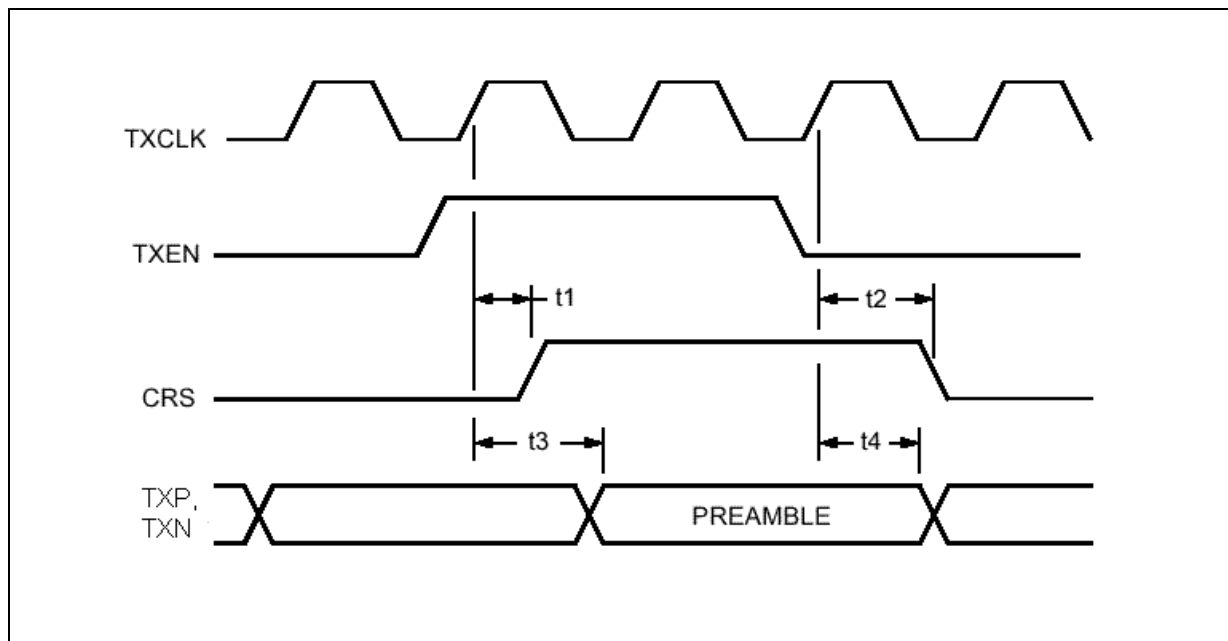 TXCLK
TXEN
t1
t2
CRS
t3
t4
TXP,
TXN
PREAMBLE